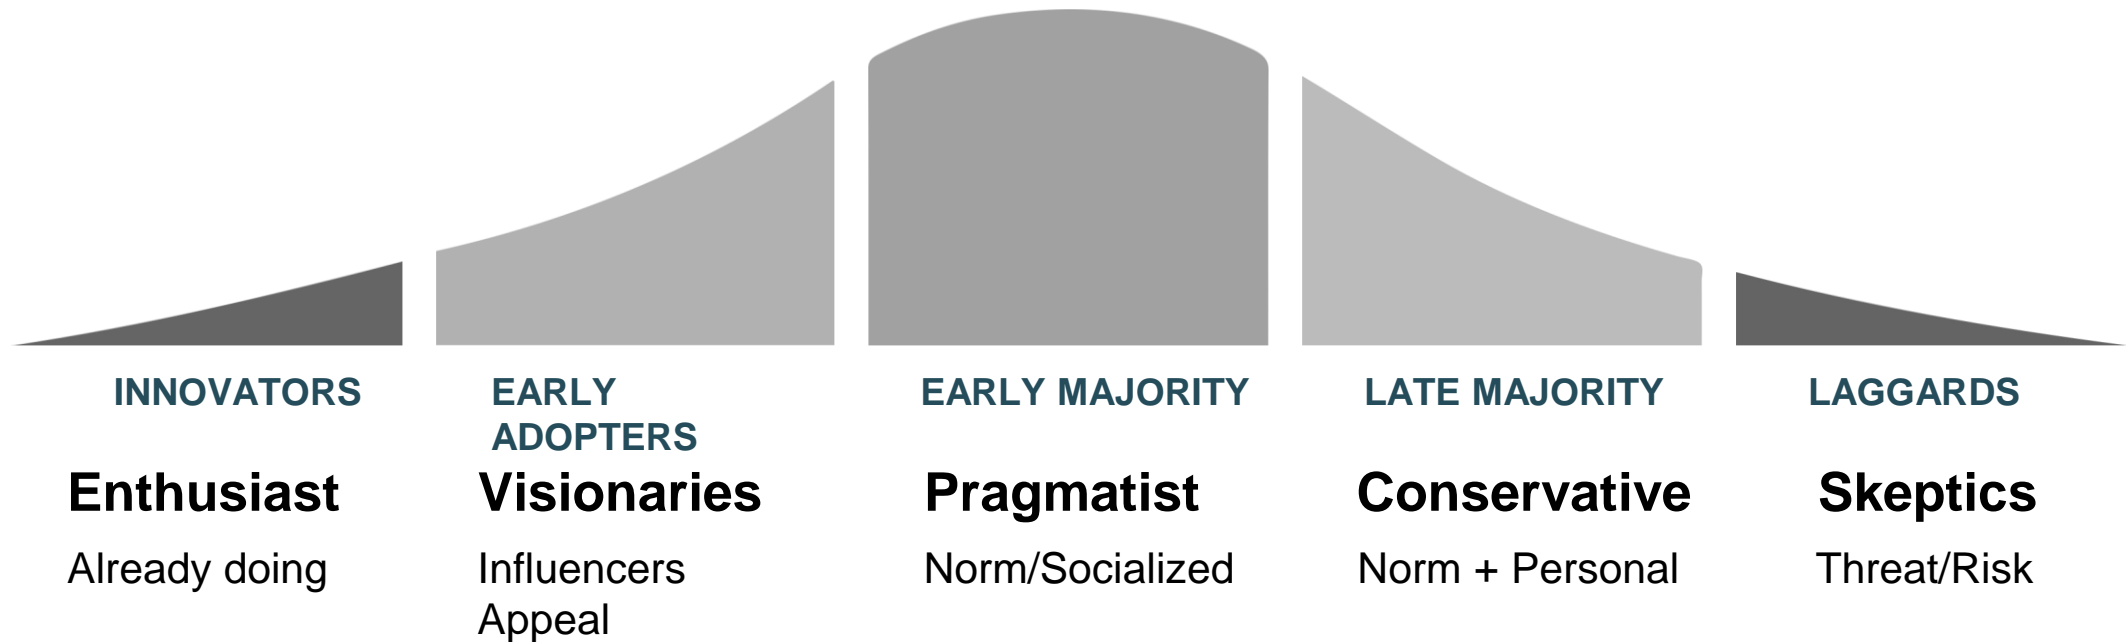 INNOVATORS
EARLY
ADOPTERS
EARLY MAJORITY
LATE MAJORITY
LAGGARDS
Enthusiast
Visionaries
Pragmatist
Conservative
Skeptics
Already doing
Influencers
Appeal
Norm/Socialized
Norm + Personal
Threat/Risk